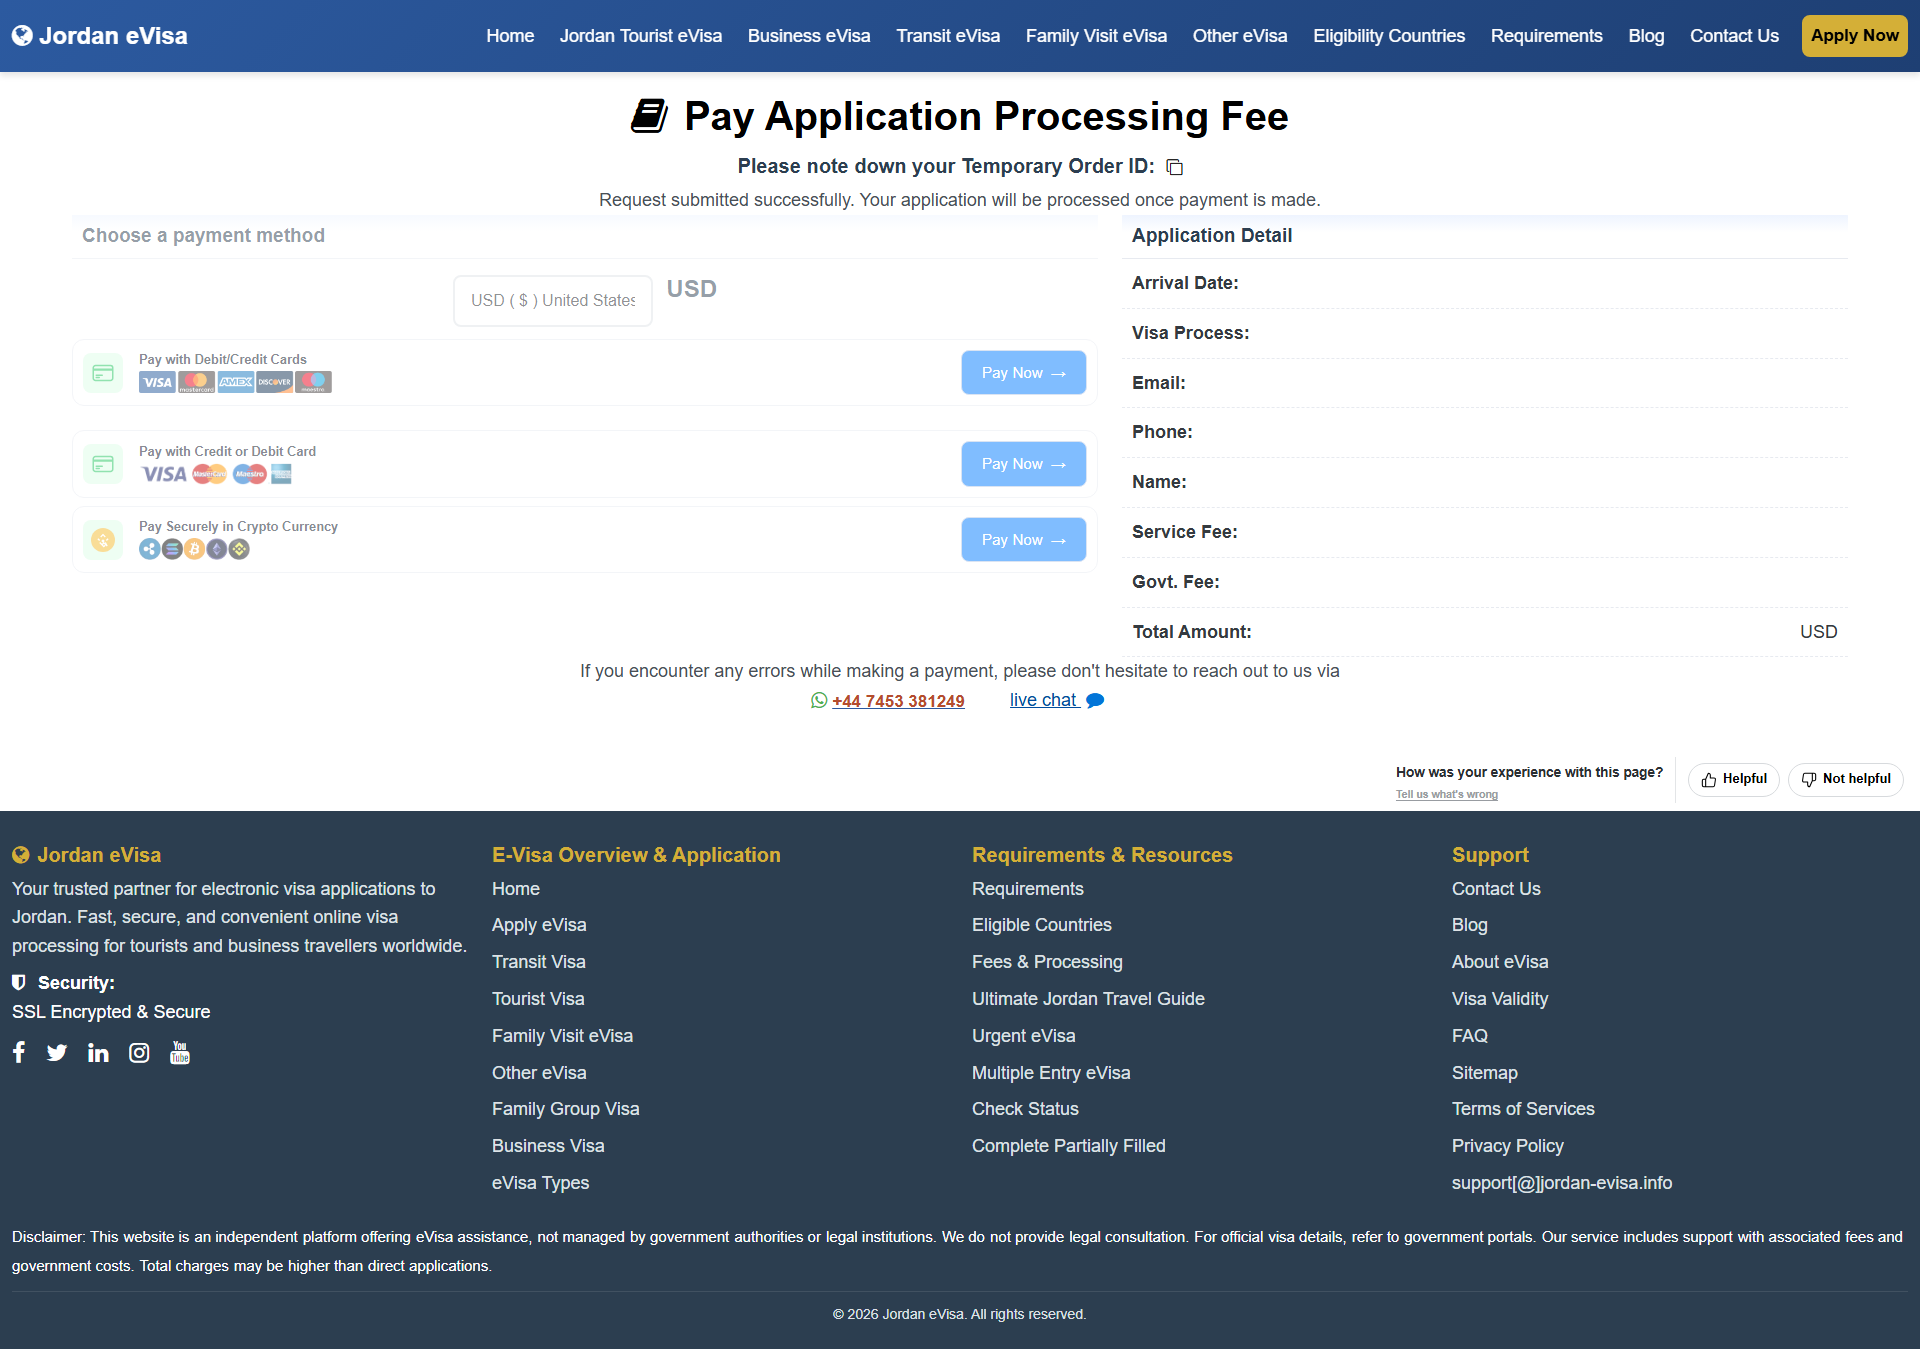 Jordan eVisa
Home Jordan Tourist eVisa Business eVisa Transit eVisa Family Visit eVisa Other eVisa Eligibility Countries Requirements Blog Contact Us Apply Now
Pay Application Processing Fee
Please note down your Temporary Order ID:
Request submitted successfully. Your application will be processed once payment is made.
Choose a payment method
USD ( $ ) United States
USD
Pay with Debit/Credit Cards
VISA mastercard AMEX DISCOVER maestro
Pay Now →
Pay with Credit or Debit Card
VISA MasterCard Maestro
Pay Now →
Pay Securely in Crypto Currency
Pay Now →
Application Detail
Arrival Date:
Visa Process:
Email:
Phone:
Name:
Service Fee:
Govt. Fee:
Total Amount: USD
If you encounter any errors while making a payment, please don't hesitate to reach out to us via
+44 7453 381249 live chat
How was your experience with this page?
Tell us what's wrong
Helpful
Not helpful
Jordan eVisa
Your trusted partner for electronic visa applications to
Jordan. Fast, secure, and convenient online visa
processing for tourists and business travellers worldwide.
Security:
SSL Encrypted & Secure
You Tube
E-Visa Overview & Application
Home
Apply eVisa
Transit Visa
Tourist Visa
Family Visit eVisa
Other eVisa
Family Group Visa
Business Visa
eVisa Types
Requirements & Resources
Requirements
Eligible Countries
Fees & Processing
Ultimate Jordan Travel Guide
Urgent eVisa
Multiple Entry eVisa
Check Status
Complete Partially Filled
Support
Contact Us
Blog
About eVisa
Visa Validity
FAQ
Sitemap
Terms of Services
Privacy Policy
support[@]jordan-evisa.info
Disclaimer: This website is an independent platform offering eVisa assistance, not managed by government authorities or legal institutions. We do not provide legal consultation. For official visa details, refer to government portals. Our service includes support with associated fees and
government costs. Total charges may be higher than direct applications.
© 2026 Jordan eVisa. All rights reserved.